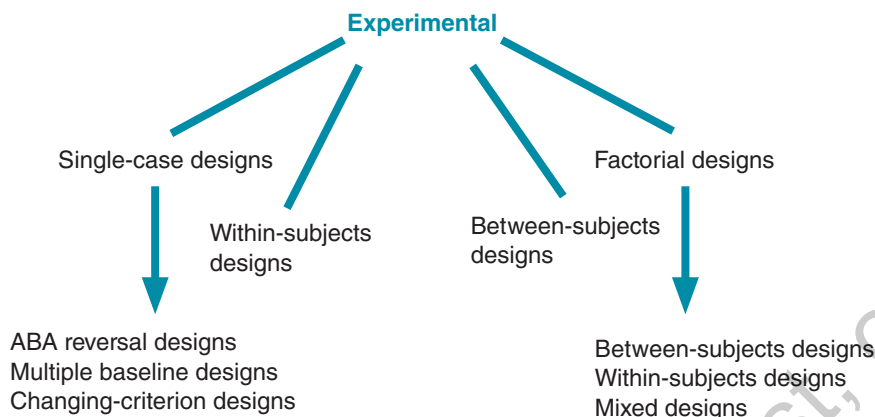 Experimental
Single-case designs
Factorial designs
Within-subjects
designs
Between-subjects
designs
ABA reversal designs
Multiple baseline designs
Changing-criterion designs
Between-subjects designs
Within-subjects designs
Mixed designs